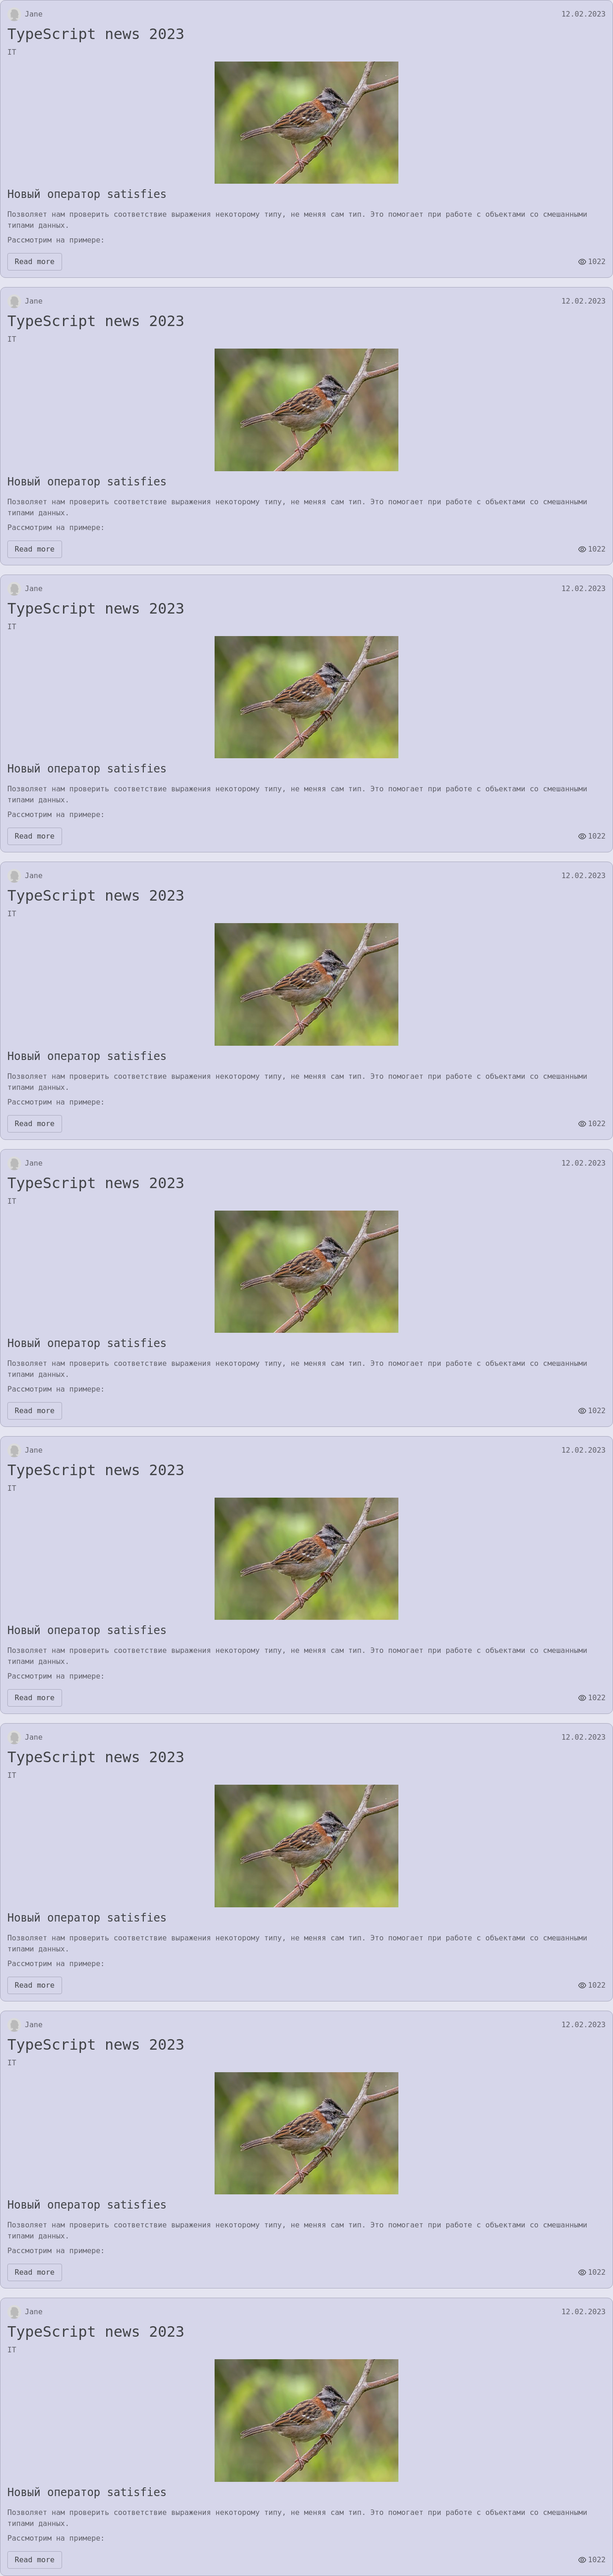 Jane 12.02.2023
TypeScript news 2023
IT
Новый оператор satisfies
Позволяет нам проверить соответствие выражения некоторому типу, не меняя сам тип. Это помогает при работе с объектами со смешанными
типами данных.
Рассмотрим на примере:
Read more 1022
Jane 12.02.2023
TypeScript news 2023
IT
Новый оператор satisfies
Позволяет нам проверить соответствие выражения некоторому типу, не меняя сам тип. Это помогает при работе с объектами со смешанными
типами данных.
Рассмотрим на примере:
Read more 1022
Jane 12.02.2023
TypeScript news 2023
IT
Новый оператор satisfies
Позволяет нам проверить соответствие выражения некоторому типу, не меняя сам тип. Это помогает при работе с объектами со смешанными
типами данных.
Рассмотрим на примере:
Read more 1022
Jane 12.02.2023
TypeScript news 2023
IT
Новый оператор satisfies
Позволяет нам проверить соответствие выражения некоторому типу, не меняя сам тип. Это помогает при работе с объектами со смешанными
типами данных.
Рассмотрим на примере:
Read more 1022
Jane 12.02.2023
TypeScript news 2023
IT
Новый оператор satisfies
Позволяет нам проверить соответствие выражения некоторому типу, не меняя сам тип. Это помогает при работе с объектами со смешанными
типами данных.
Рассмотрим на примере:
Read more 1022
Jane 12.02.2023
TypeScript news 2023
IT
Новый оператор satisfies
Позволяет нам проверить соответствие выражения некоторому типу, не меняя сам тип. Это помогает при работе с объектами со смешанными
типами данных.
Рассмотрим на примере:
Read more 1022
Jane 12.02.2023
TypeScript news 2023
IT
Новый оператор satisfies
Позволяет нам проверить соответствие выражения некоторому типу, не меняя сам тип. Это помогает при работе с объектами со смешанными
типами данных.
Рассмотрим на примере:
Read more 1022
Jane 12.02.2023
TypeScript news 2023
IT
Новый оператор satisfies
Позволяет нам проверить соответствие выражения некоторому типу, не меняя сам тип. Это помогает при работе с объектами со смешанными
типами данных.
Рассмотрим на примере:
Read more 1022
Jane 12.02.2023
TypeScript news 2023
IT
Новый оператор satisfies
Позволяет нам проверить соответствие выражения некоторому типу, не меняя сам тип. Это помогает при работе с объектами со смешанными
типами данных.
Рассмотрим на примере:
Read more 1022